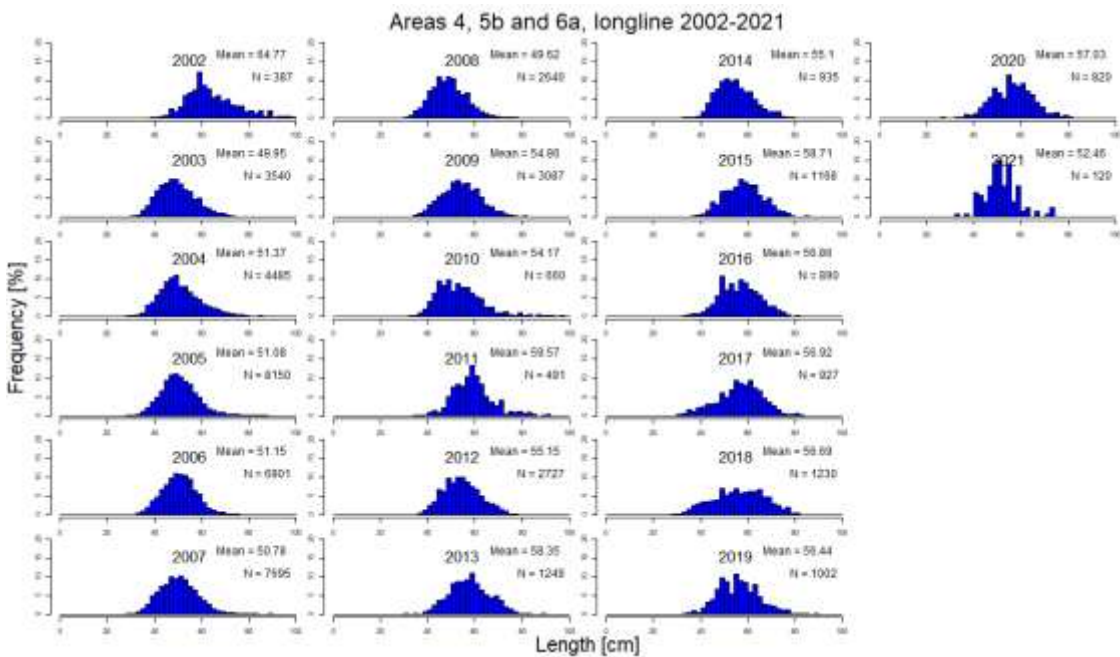 Areas 4, 5b and 6a, longline 2002-2021
Frequency [%]
2002
Mean = 64.77
N = 387
2003
Mean = 49.95
N = 3540
2004
Mean = 51.37
N = 4485
2005
Mean = 51.08
N = 8150
2006
Mean = 51.15
N = 6901
2007
Mean = 50.78
N = 7695
2008
Mean = 49.62
N = 2640
2009
Mean = 54.86
N = 3087
2010
Mean = 54.17
N = 660
2011
Mean = 59.57
N = 491
2012
Mean = 55.15
N = 2727
2013
Mean = 58.35
N = 1249
2014
Mean = 55.1
N = 935
2015
Mean = 58.71
N = 1168
2016
Mean = 56.88
N = 890
2017
Mean = 56.92
N = 927
2018
Mean = 56.69
N = 1230
2019
Mean = 56.44
N = 1002
2020
Mean = 57.03
N = 820
2021
Mean = 52.46
N = 120
Length [cm]